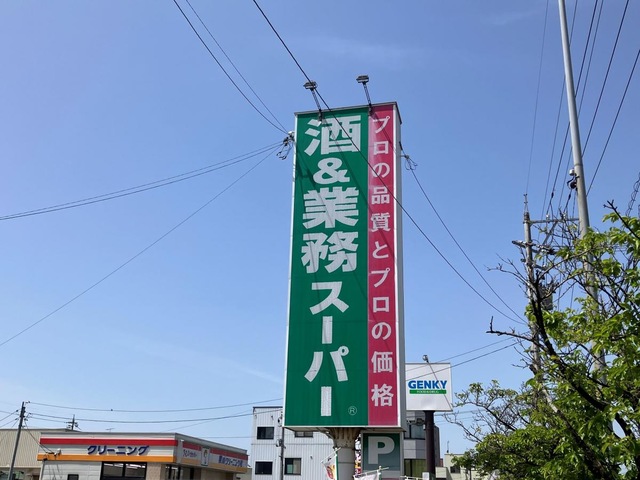 酒&業務スーパー
プロの品質とプロの価格
®
GENKY
P
クリーニング